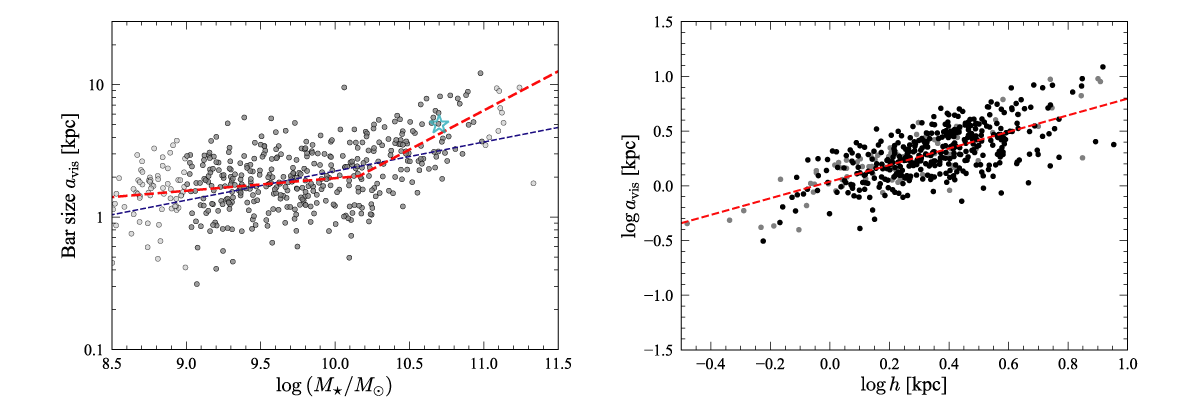 10
1
0.1
Bar size a_vis [kpc]
8.5 9.0 9.5 10.0 10.5 11.0 11.5
log (M★/M⊙)
1.5
1.0
0.5
0.0
−0.5
−1.0
−1.5
log a_vis [kpc]
−0.4 −0.2 0.0 0.2 0.4 0.6 0.8 1.0
log h [kpc]